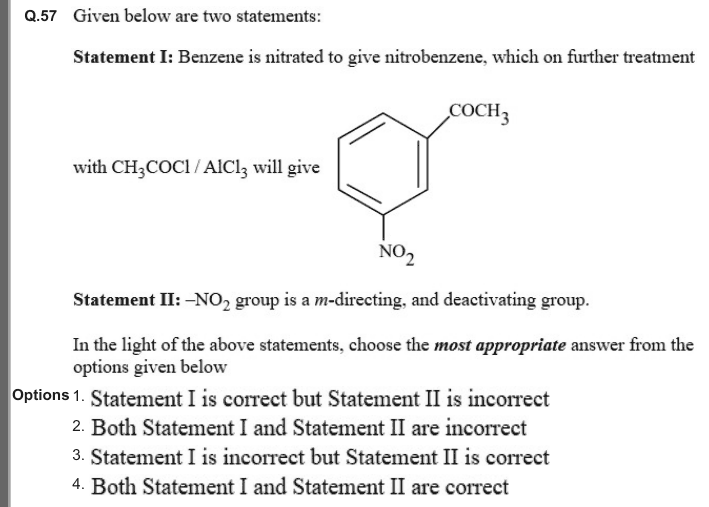 Q.57 Given below are two statements:
Statement I: Benzene is nitrated to give nitrobenzene, which on further treatment
COCH3
with CH3COCl / AlCl3 will give
NO2
Statement II: –NO2 group is a m-directing, and deactivating group.
In the light of the above statements, choose the most appropriate answer from the
options given below
Options 1. Statement I is correct but Statement II is incorrect
2. Both Statement I and Statement II are incorrect
3. Statement I is incorrect but Statement II is correct
4. Both Statement I and Statement II are correct